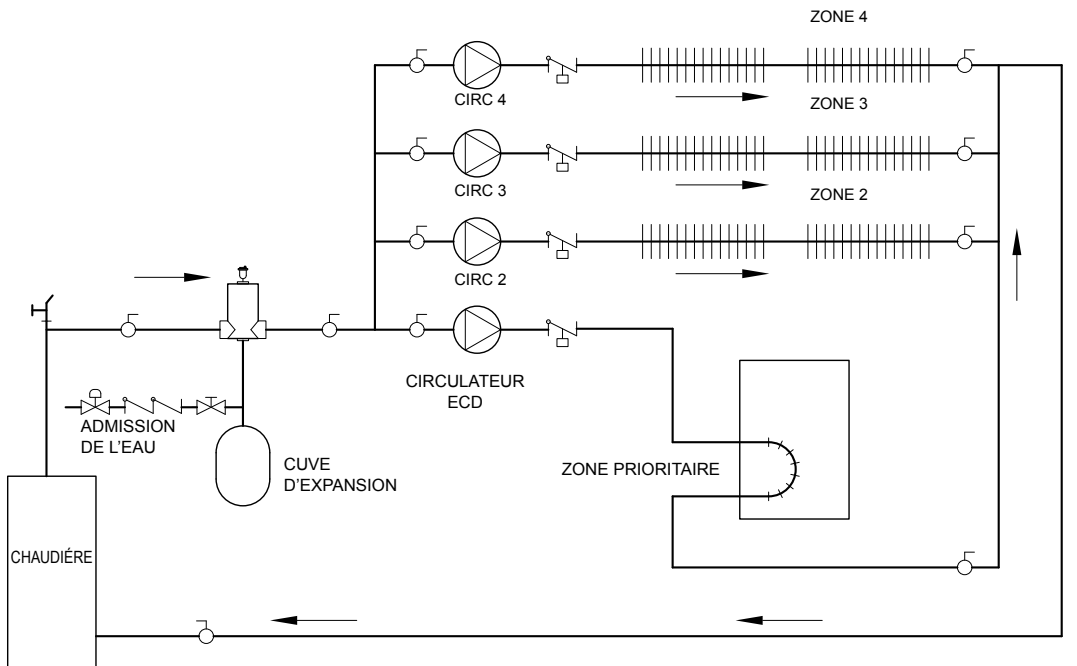 ZONE 4
CIRC 4
ZONE 3
CIRC 3
ZONE 2
CIRC 2
CIRCULATEUR
ECD
ADMISSION
DE L'EAU
CUVE
D'EXPANSION
ZONE PRIORITAIRE
CHAUDIÉRE